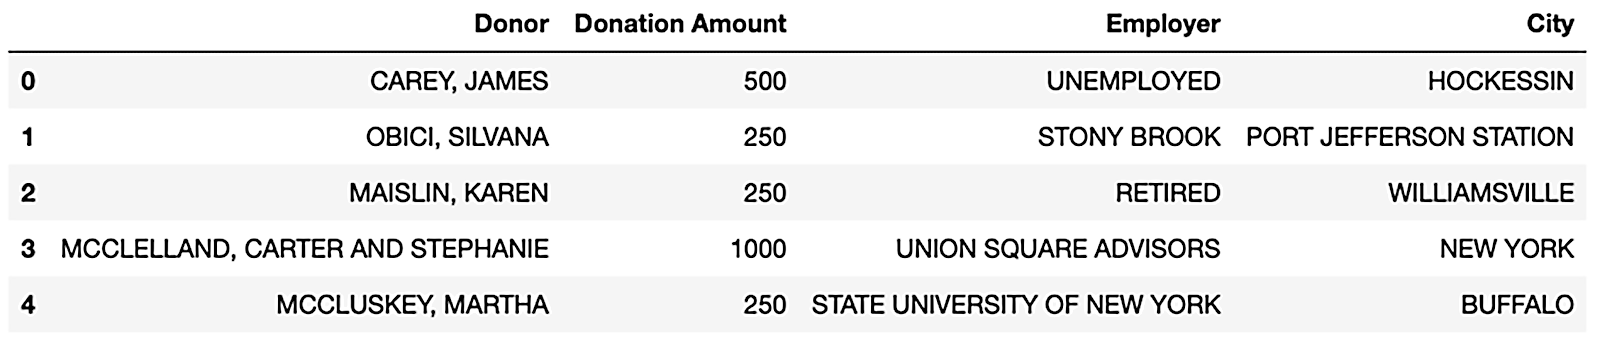 Donor Donation Amount Employer City
0 CAREY, JAMES 500 UNEMPLOYED HOCKESSIN
1 OBICI, SILVANA 250 STONY BROOK PORT JEFFERSON STATION
2 MAISLIN, KAREN 250 RETIRED WILLIAMSVILLE
3 MCCLELLAND, CARTER AND STEPHANIE 1000 UNION SQUARE ADVISORS NEW YORK
4 MCCLUSKEY, MARTHA 250 STATE UNIVERSITY OF NEW YORK BUFFALO